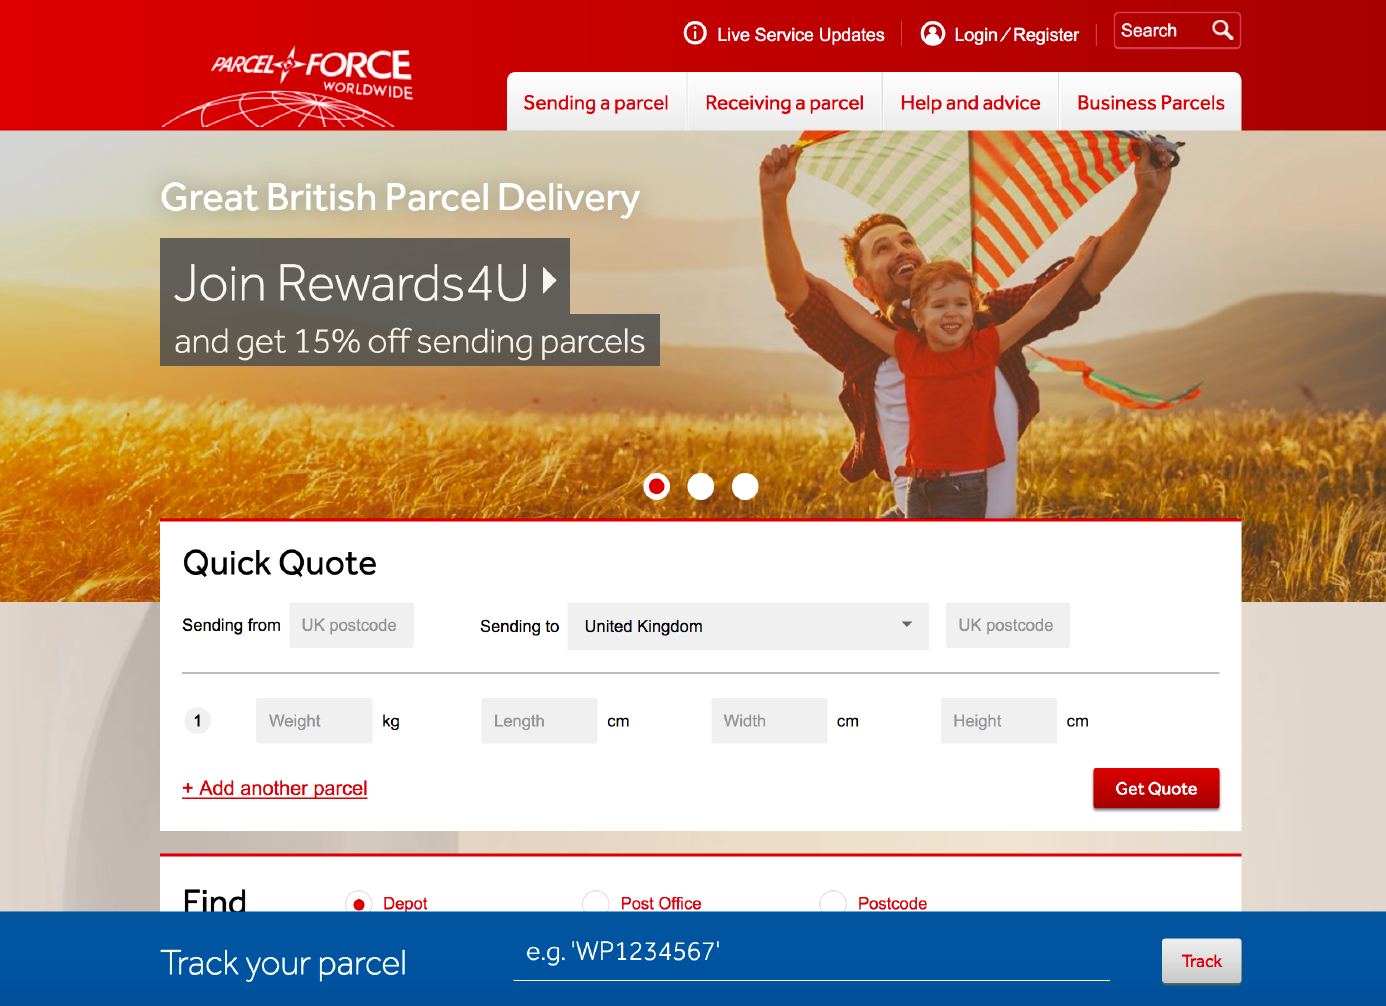 Live Service Updates
Login / Register
Search
PARCEL FORCE
WORLDWIDE
Sending a parcel
Receiving a parcel
Help and advice
Business Parcels
Great British Parcel Delivery
Join Rewards4U
and get 15% off sending parcels
Quick Quote
Sending from UK postcode Sending to United Kingdom UK postcode
1 Weight kg Length cm Width cm Height cm
+ Add another parcel
Get Quote
Find Depot Post Office Postcode
Track your parcel e.g. 'WP1234567' Track